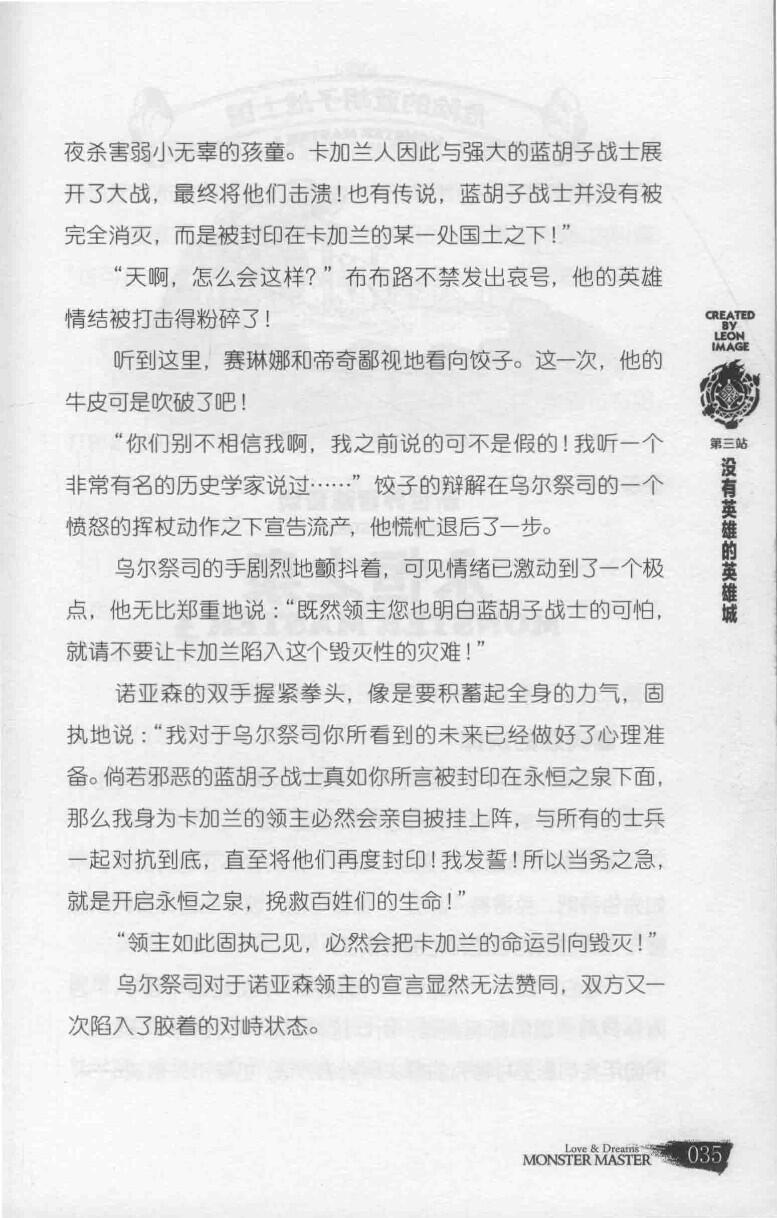 夜杀害弱小无辜的孩童。卡加兰人因此与强大的蓝胡子战士展
开了大战，最终将他们击溃！也有传说，蓝胡子战士并没有被
完全消灭，而是被封印在卡加兰的某一处国土之下！”
“天啊，怎么会这样？”布布路不禁发出哀号，他的英雄
情结被打击得粉碎了！
听到这里，赛琳娜和帝奇鄙视地看向饺子。这一次，他的
牛皮可是吹破了吧！
“你们别不相信我啊，我之前说的可不是假的！我听一个
非常有名的历史学家说过……”饺子的辩解在乌尔祭司的一个
愤怒的挥杖动作之下宣告流产，他慌忙退后了一步。
乌尔祭司的手剧烈地颤抖着，可见情绪已激动到了一个极
点，他无比郑重地说：“既然领主您也明白蓝胡子战士的可怕，
就请不要让卡加兰陷入这个毁灭性的灾难！”
诺亚森的双手握紧拳头，像是要积蓄起全身的力气，固
执地说：“我对于乌尔祭司你所看到的未来已经做好了心理准
备。倘若邪恶的蓝胡子战士真如你所言被封印在永恒之泉下面，
那么我身为卡加兰的领主必然会亲自披挂上阵，与所有的士兵
一起对抗到底，直至将他们再度封印！我发誓！所以当务之急，
就是开启永恒之泉，挽救百姓们的生命！”
“领主如此固执己见，必然会把卡加兰的命运引向毁灭！”
乌尔祭司对于诺亚森领主的宣言显然无法赞同，双方又一
次陷入了胶着的对峙状态。
CREATED
BY
LEON
IMAGE
第三站
没有英雄的英雄城
Love & Dreams
MONSTER MASTER 035